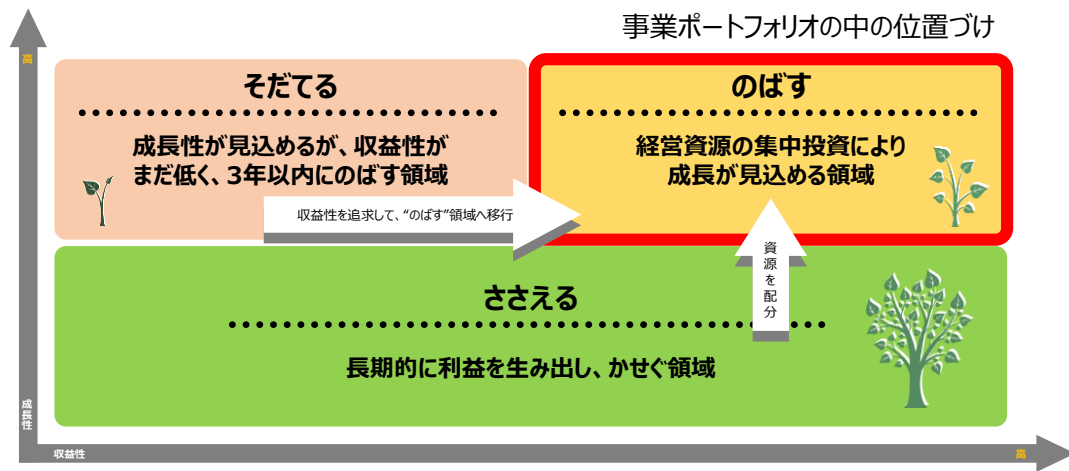 事業ポートフォリオの中の位置づけ
高
そだてる
成長性が見込めるが、収益性が
まだ低く、3年以内にのばす領域
収益性を追求して、“のばす”領域へ移行
のばす
経営資源の集中投資により
成長が見込める領域
資源を配分
ささえる
長期的に利益を生み出し、かせぐ領域
成長性
収益性
高